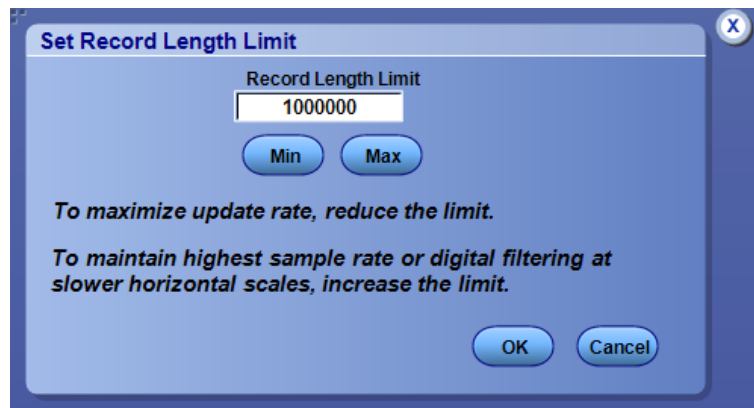 X
Set Record Length Limit
Record Length Limit
1000000
Min Max
To maximize update rate, reduce the limit.
To maintain highest sample rate or digital filtering at
slower horizontal scales, increase the limit.
OK Cancel